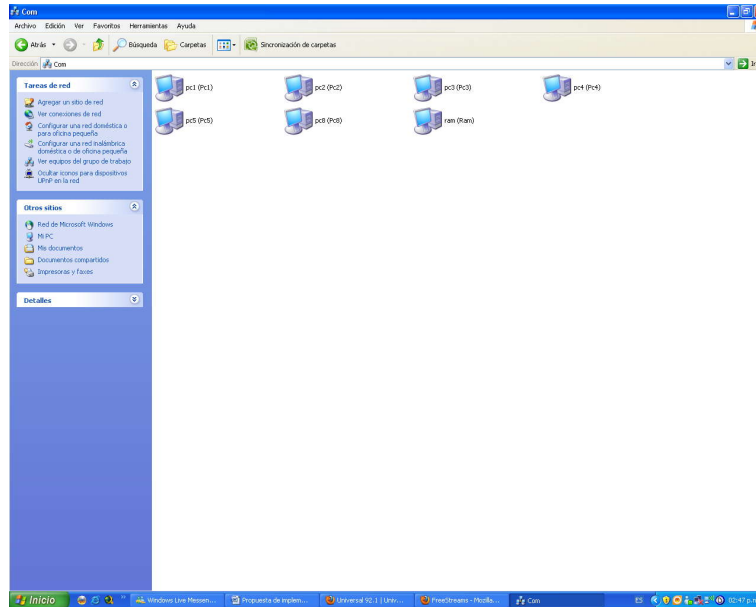 Com
Archivo Edición Ver Favoritos Herramientas Ayuda
Atrás Búsqueda Carpetas Sincronización de carpetas
Dirección Com
Tareas de red
Agregar un sitio de red
Ver conexiones de red
Configurar una red doméstica o
para oficina pequeña
Configurar una red inalámbrica
doméstica o de oficina pequeña
Ver equipos del grupo de trabajo
Ocultar iconos para dispositivos
UPnP en la red
Otros sitios
Red de Microsoft Windows
Mi PC
Mis documentos
Documentos compartidos
Impresoras y faxes
Detalles
pc1 (Pc1) pc2 (Pc2) pc3 (Pc3) pc4 (Pc4)
pc5 (Pc5) pc8 (Pc8) ram (Ram)
Inicio Windows Live Messen... Propuesta de implem... Universal 92.1 | Univ... FreeStreams - Mozilla... Com ES 02:47 p.m.